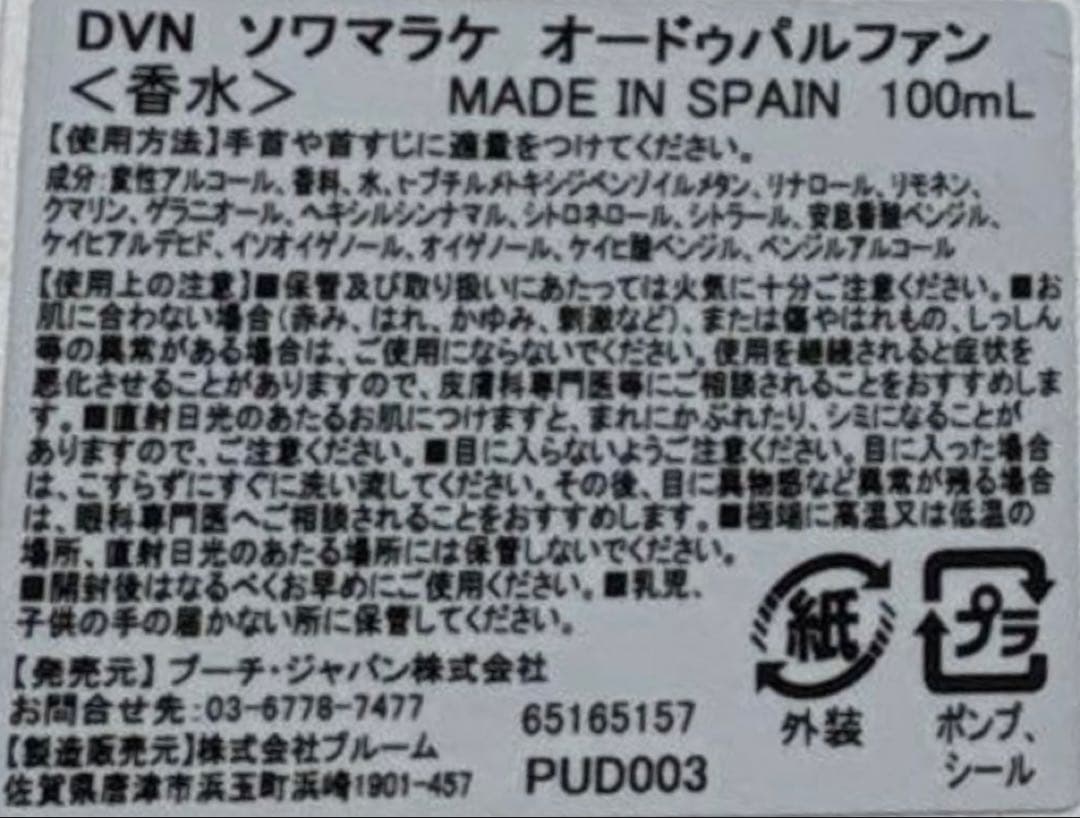 DVN ソワマラケ オードゥパルファン
<香水> MADE IN SPAIN 100mL
【使用方法】手首や首すじに適量をつけてください。
成分:変性アルコール、香料、水、t-ブチルメトキシジベンゾイルメタン、リナロール、リモネン、
クマリン、ゲラニオール、ヘキシルシンナマル、シトロネロール、シトラール、安息香酸ベンジル、
ケイヒアルデヒド、イソオイゲノール、オイゲノール、ケイヒ酸ベンジル、ベンジルアルコール
【使用上の注意】■保管及び取り扱いにあたっては火気に十分ご注意ください。■お
肌に合わない場合(赤み、はれ、かゆみ、刺激など)、または傷やはれもの、しっしん
等の異常がある場合は、ご使用にならないでください。使用を継続されると症状を
悪化させることがありますので、皮膚科専門医等にご相談されることをおすすめしま
す。■直射日光のあたるお肌につけますと、まれにかぶれたり、シミになることが
ありますので、ご注意ください。■目に入らないようご注意ください。目に入った場合
は、こすらずにすぐに洗い流してください。その後、目に異物感など異常が残る場合
は、眼科専門医へご相談されることをおすすめします。■極端に高温又は低温の
場所、直射日光のあたる場所には保管しないでください。
■開封後はなるべくお早めにご使用ください。■乳児、
子供の手の届かない所に保管してください。
【発売元】プーチ・ジャパン株式会社
お問合せ先:03-6778-7477
【製造販売元】株式会社ブルーム
佐賀県唐津市浜玉町浜崎1901-457
65165157
PUD003
紙
外装
プラ
ポンプ、
シール